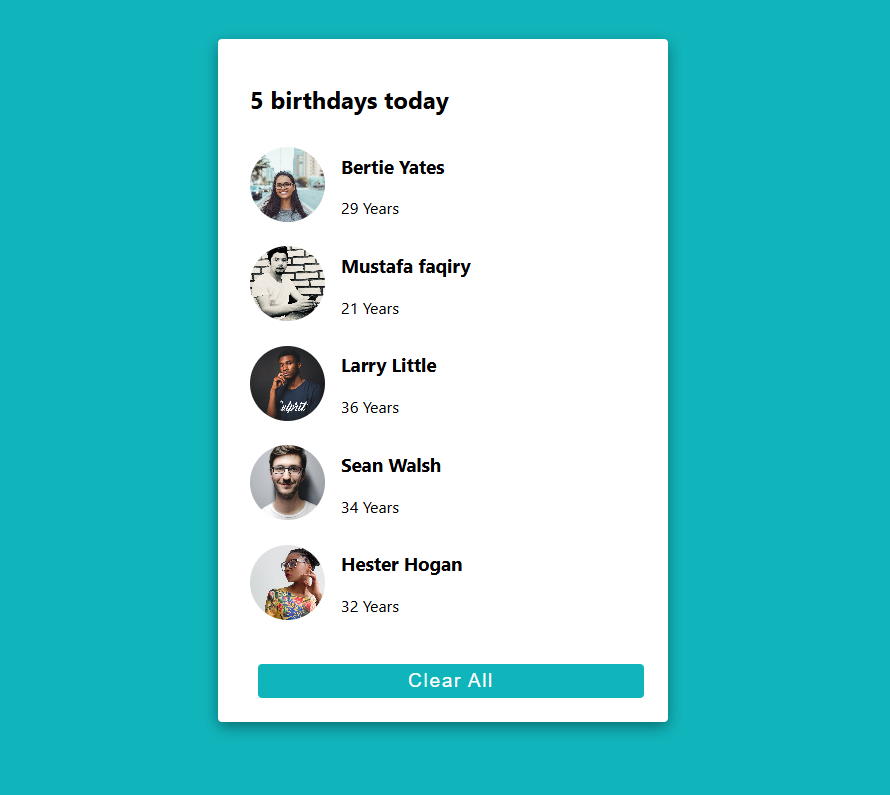 5 birthdays today
Bertie Yates
29 Years
Mustafa faqiry
21 Years
Larry Little
36 Years
Sean Walsh
34 Years
Hester Hogan
32 Years
Clear All